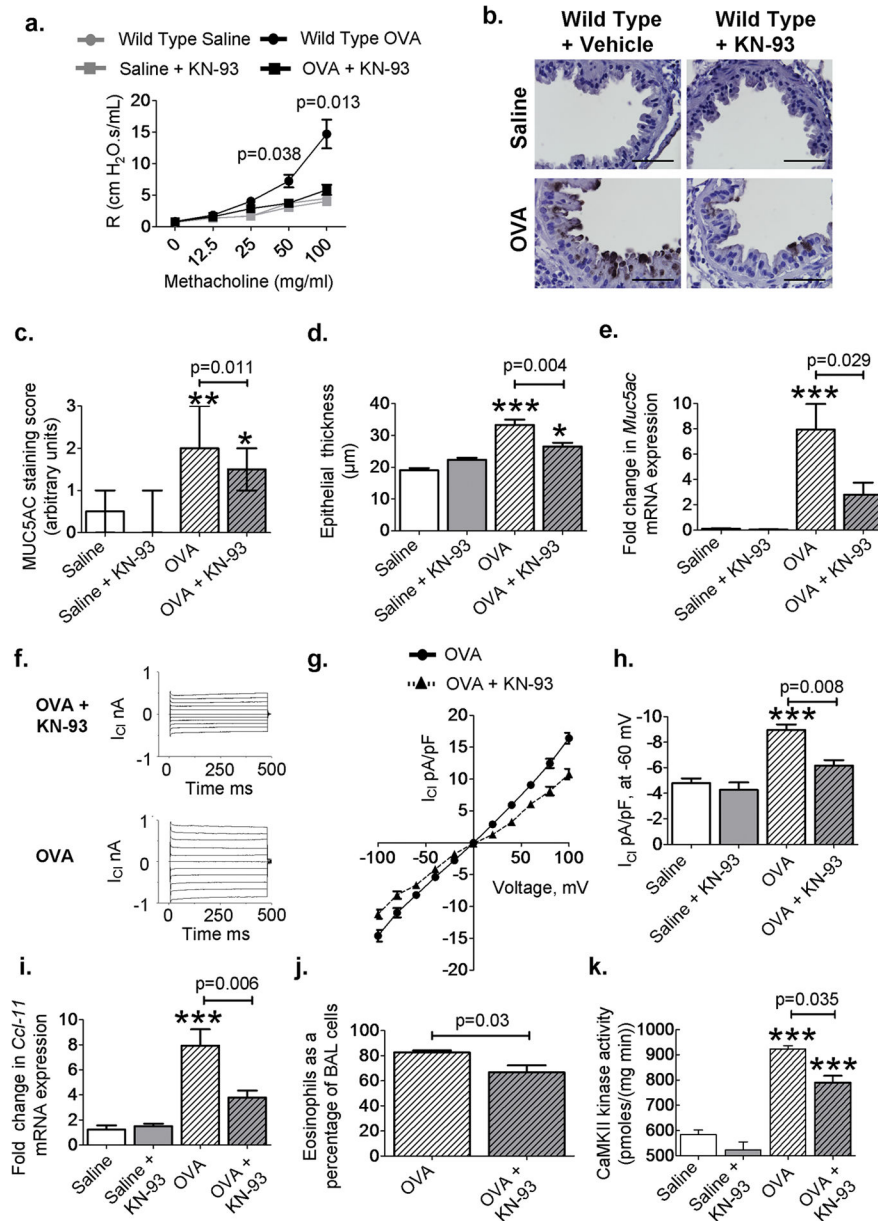 a.
Wild Type Saline
Wild Type OVA
Saline + KN-93
OVA + KN-93
R (cm H₂O.s/mL)
20
15
10
5
0
p=0.038
p=0.013
0
12.5
25
50
100
Methacholine (mg/ml)
b.
Wild Type
+ Vehicle
Wild Type
+ KN-93
Saline
OVA
c.
MUC5AC staining score
(arbitrary units)
3
2
1
0
**
p=0.011
*
Saline
Saline + KN-93
OVA
OVA + KN-93
d.
Epithelial thickness
(µm)
40
30
20
10
0
***
p=0.004
*
Saline
Saline + KN-93
OVA
OVA + KN-93
e.
Fold change in Muc5ac
mRNA expression
10
8
6
4
2
0
***
p=0.029
Saline
Saline + KN-93
OVA
OVA + KN-93
f.
OVA +
KN-93
I_Cl nA
1
0
-1
0
250
500
Time ms
OVA
I_Cl nA
1
0
-1
0
250
500
Time ms
g.
OVA
OVA + KN-93
I_Cl pA/pF
20
15
10
5
0
-5
-10
-15
-20
-100
-50
50
100
Voltage, mV
h.
I_Cl pA/pF, at -60 mV
-10
-8
-6
-4
-2
0
***
p=0.008
Saline
Saline + KN-93
OVA
OVA + KN-93
i.
Fold change in Ccl-11
mRNA expression
10
8
6
4
2
0
***
p=0.006
Saline
Saline +
KN-93
OVA
OVA +
KN-93
j.
Eosinophils as a
percentage of BAL cells
100
80
60
40
20
0
p=0.03
OVA
OVA +
KN-93
k.
CaMKII kinase activity
(pmoles/(mg min))
1000
900
800
700
600
500
***
p=0.035
***
Saline
Saline +
KN-93
OVA
OVA +
KN-93